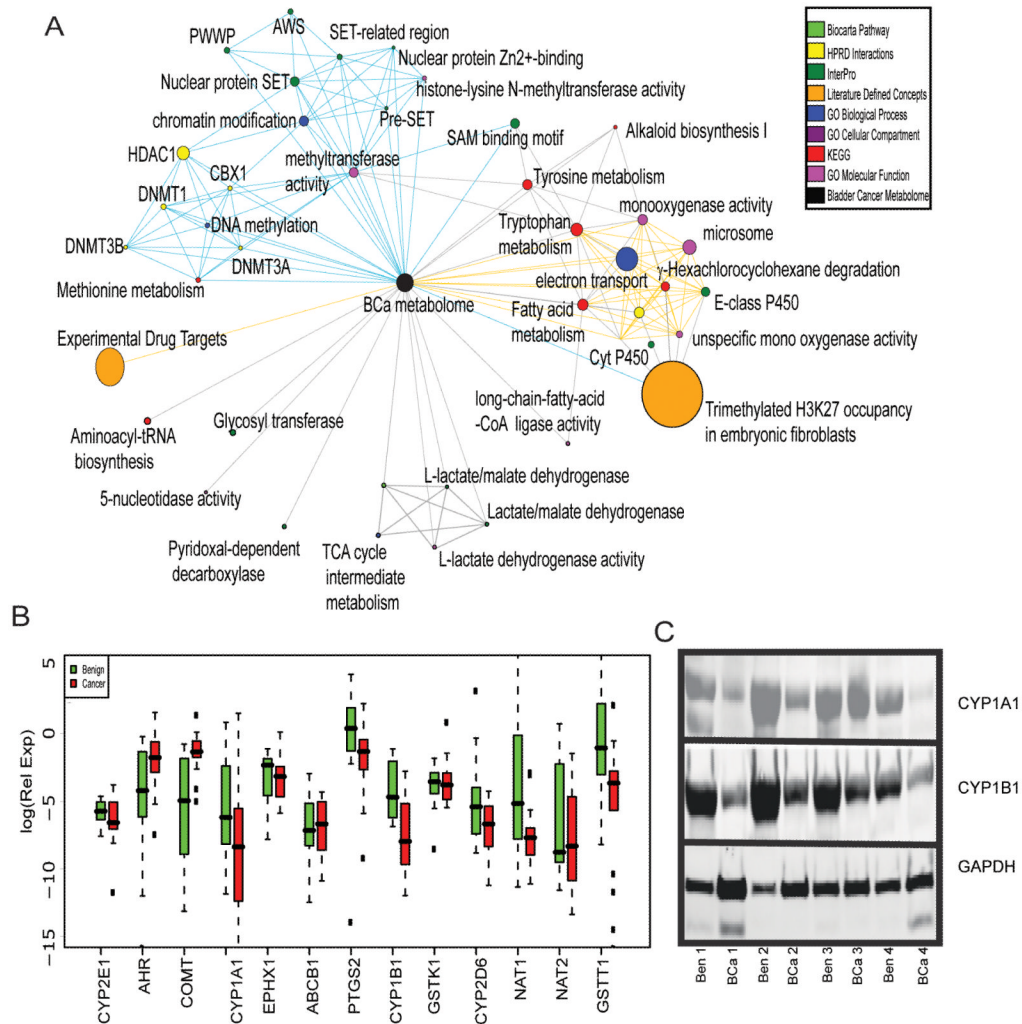 A
AWS
PWWP
SET-related region
Nuclear protein Zn2+-binding
Nuclear protein SET
histone-lysine N-methyltransferase activity
chromatin modification
Pre-SET
SAM binding motif
Alkaloid biosynthesis I
HDAC1
CBX1
methyltransferase
activity
Tyrosine metabolism
DNMT1
DNA methylation
Tryptophan
metabolism
monooxygenase activity
microsome
DNMT3B
DNMT3A
electron transport
γ-Hexachlorocyclohexane degradation
Methionine metabolism
BCa metabolome
Fatty acid
metabolism
E-class P450
Experimental Drug Targets
unspecific mono oxygenase activity
Cyt P450
Trimethylated H3K27 occupancy
in embryonic fibroblasts
long-chain-fatty-acid
-CoA ligase activity
Aminoacyl-tRNA
biosynthesis
Glycosyl transferase
5-nucleotidase activity
L-lactate/malate dehydrogenase
Lactate/malate dehydrogenase
Pyridoxal-dependent
decarboxylase
TCA cycle
intermediate
metabolism
L-lactate dehydrogenase activity
Biocarta Pathway
HPRD Interactions
InterPro
Literature Defined Concepts
GO Biological Process
GO Cellular Compartment
KEGG
GO Molecular Function
Bladder Cancer Metabolome
B
Benign
Cancer
log(Rel Exp)
5
0
-5
-10
-15
CYP2E1
AHR
COMT
CYP1A1
EPHX1
ABCB1
PTGS2
CYP1B1
GSTK1
CYP2D6
NAT1
NAT2
GSTT1
C
CYP1A1
CYP1B1
GAPDH
Ben 1
BCa 1
Ben 2
BCa 2
Ben 3
BCa 3
Ben 4
BCa 4